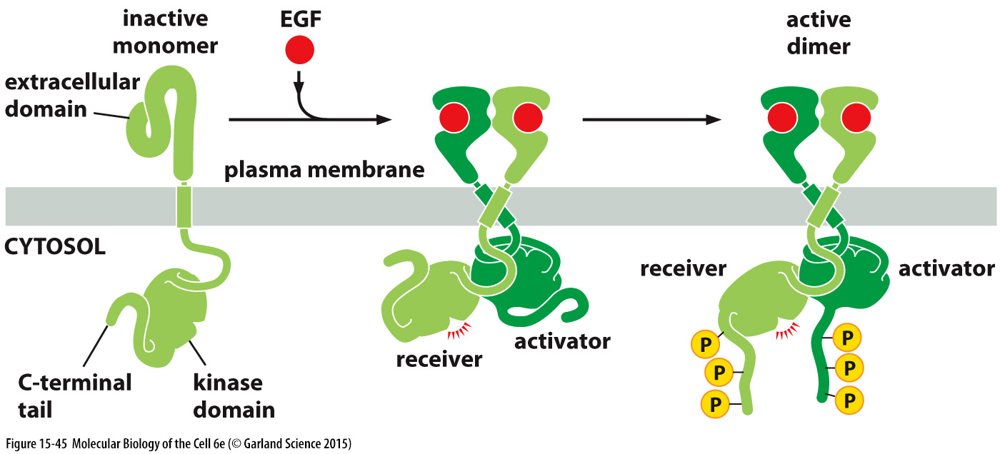 inactive
monomer
EGF
active
dimer
extracellular
domain
plasma membrane
CYTOSOL
receiver
activator
receiver
activator
C-terminal
tail
kinase
domain
P
P
P
P
P
P
Figure 15-45 Molecular Biology of the Cell 6e (© Garland Science 2015)